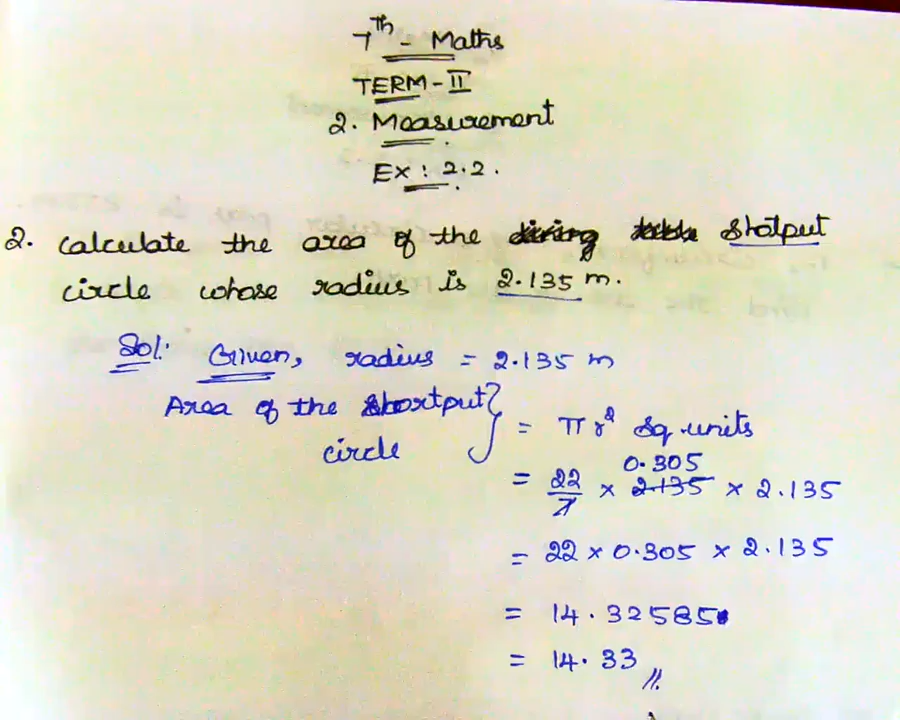 7th - Maths
TERM - II
2. Measurement
Ex : 2.2.
2. Calculate the area of the Shotput
circle whose radius is 2.135 m.
Sol: Given, radius = 2.135 m
Area of the Shortput
circle } = πr² Sq.units
0.305
= 22/7 × 2.135 × 2.135
= 22 × 0.305 × 2.135
= 14.32585
= 14.33 //.